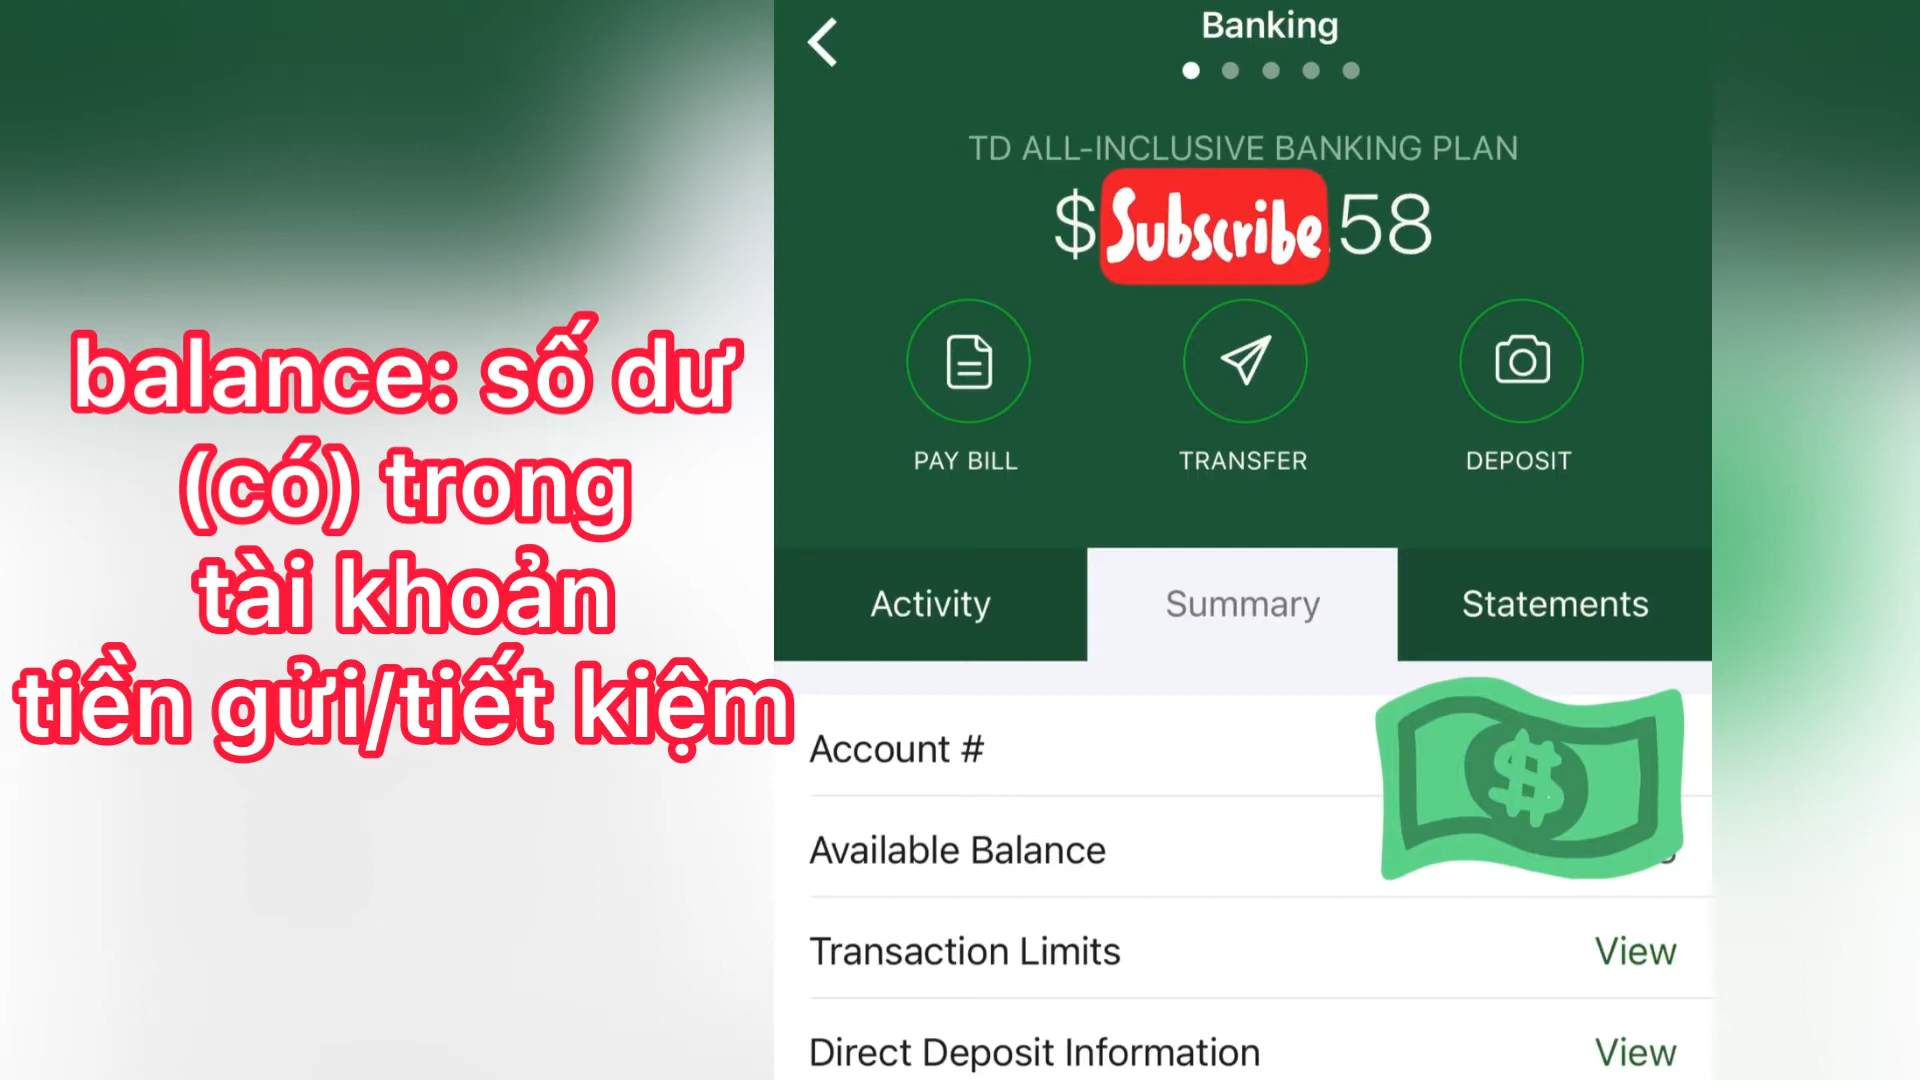 Banking
TD ALL-INCLUSIVE BANKING PLAN
$Subscribe.58
PAY BILL
TRANSFER
DEPOSIT
Activity
Summary
Statements
balance: số dư
(có) trong
tài khoản
tiền gửi/tiết kiệm
Account #
$
Available Balance
Transaction Limits
View
Direct Deposit Information
View